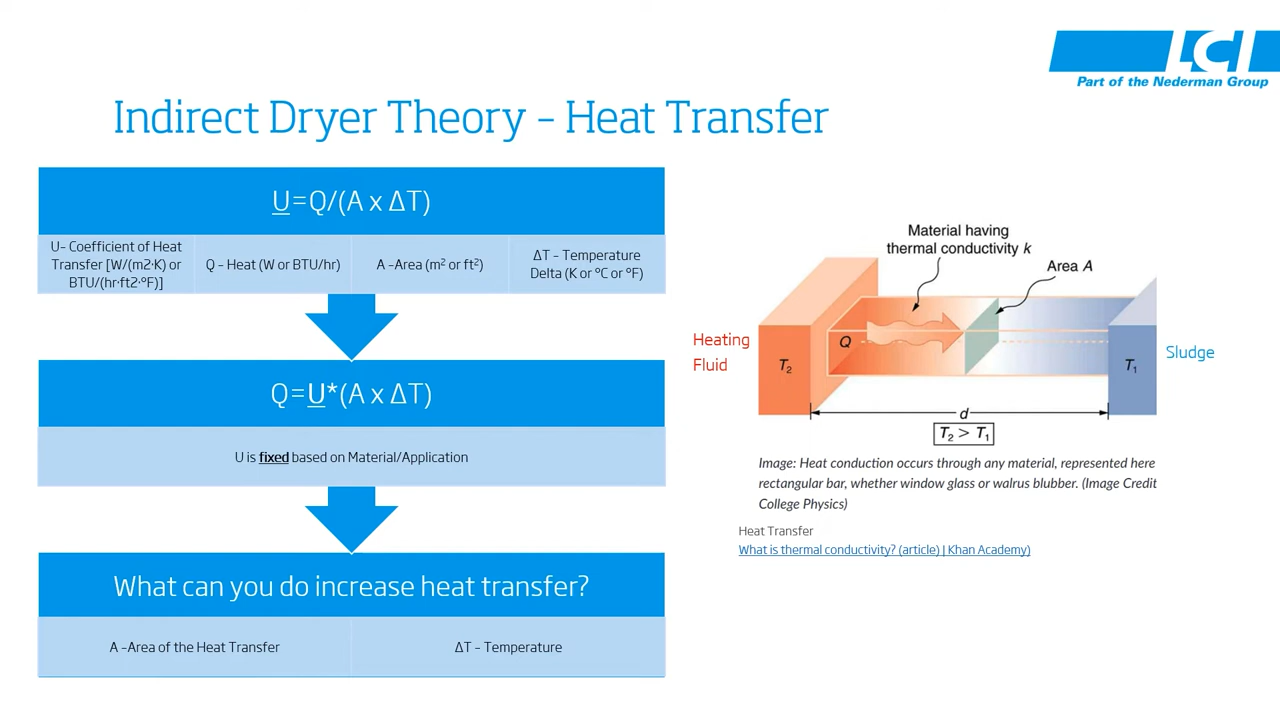 LCI
Part of the Nederman Group
Indirect Dryer Theory – Heat Transfer
U=Q/(A x ΔT)
U– Coefficient of Heat
Transfer [W/(m2·K) or
BTU/(hr·ft2·°F)]
Q – Heat (W or BTU/hr)
A –Area (m² or ft²)
ΔT – Temperature
Delta (K or °C or °F)
Q=U*(A x ΔT)
U is fixed based on Material/Application
What can you do increase heat transfer?
A –Area of the Heat Transfer
ΔT – Temperature
Material having
thermal conductivity k
Area A
Heating
Fluid
T₂
Q
T₁
Sludge
d
T₂ > T₁
Image: Heat conduction occurs through any material, represented here
rectangular bar, whether window glass or walrus blubber. (Image Credit
College Physics)
Heat Transfer
What is thermal conductivity? (article) | Khan Academy)